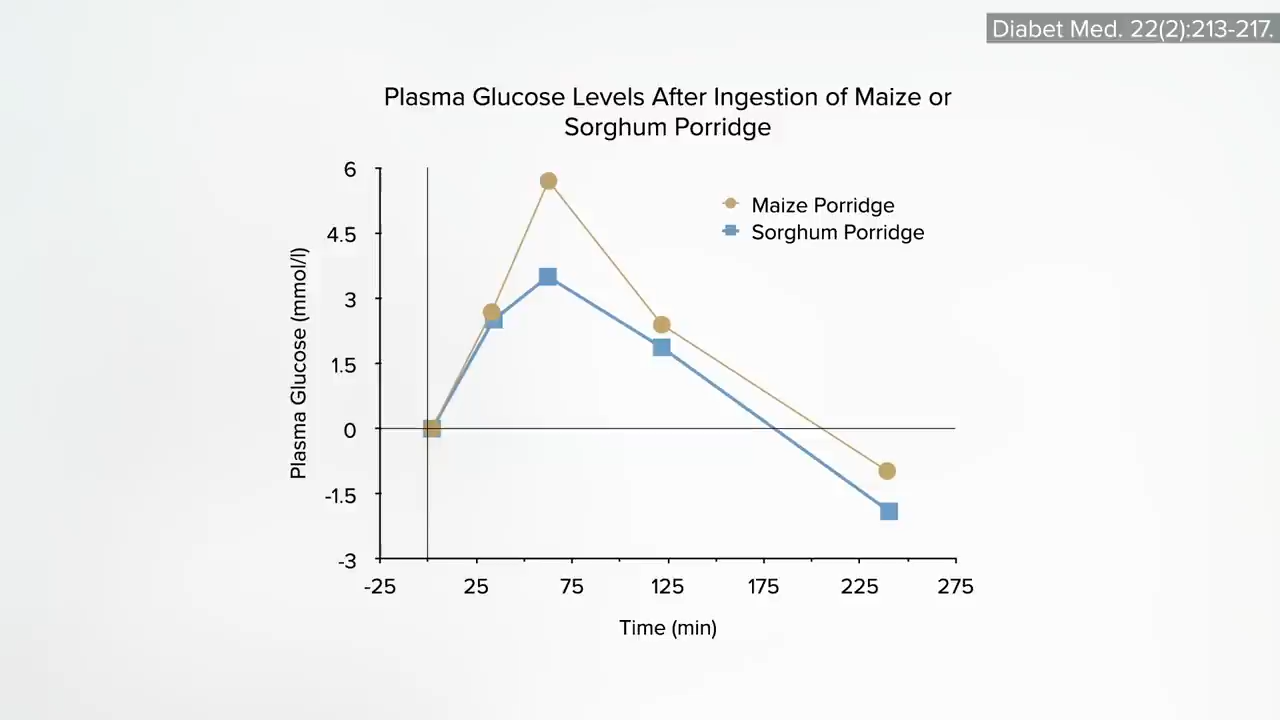 Diabet Med. 22(2):213-217.
Plasma Glucose Levels After Ingestion of Maize or
Sorghum Porridge
Maize Porridge
Sorghum Porridge
Plasma Glucose (mmol/l)
6
4.5
3
1.5
0
-1.5
-3
-25 25 75 125 175 225 275
Time (min)